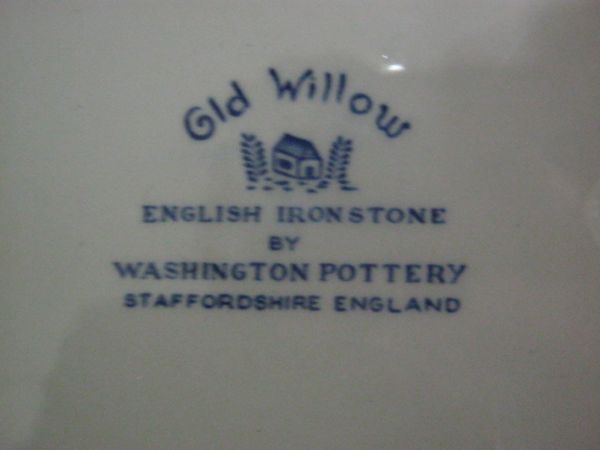 Old Willow
ENGLISH IRONSTONE
BY
WASHINGTON POTTERY
STAFFORDSHIRE ENGLAND